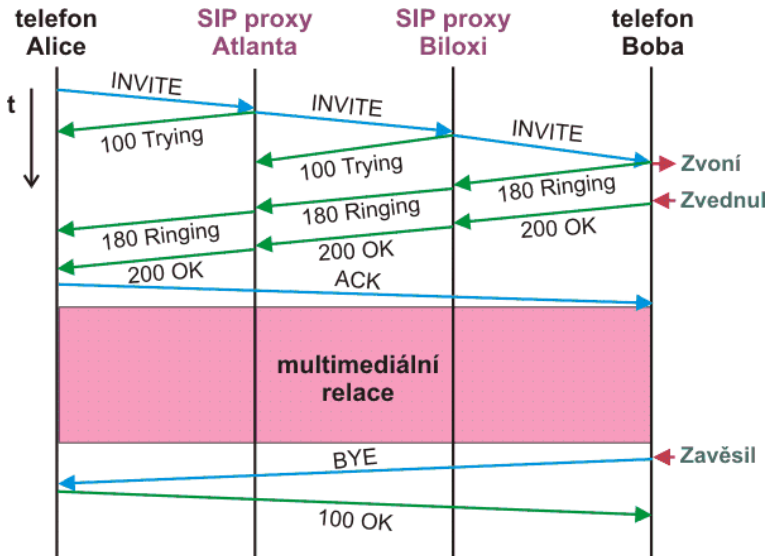 telefon
Alice
SIP proxy
Atlanta
SIP proxy
Biloxi
telefon
Boba
t
INVITE
INVITE
INVITE
100 Trying
100 Trying
Zvoní
180 Ringing
180 Ringing
180 Ringing
Zvednul
200 OK
200 OK
200 OK
ACK
multimediální
relace
BYE
Zavěsil
100 OK